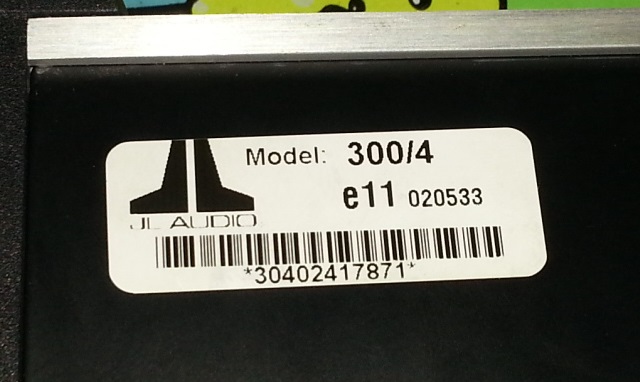 Model: 300/4
e11 020533
JL AUDIO
*30402417871*